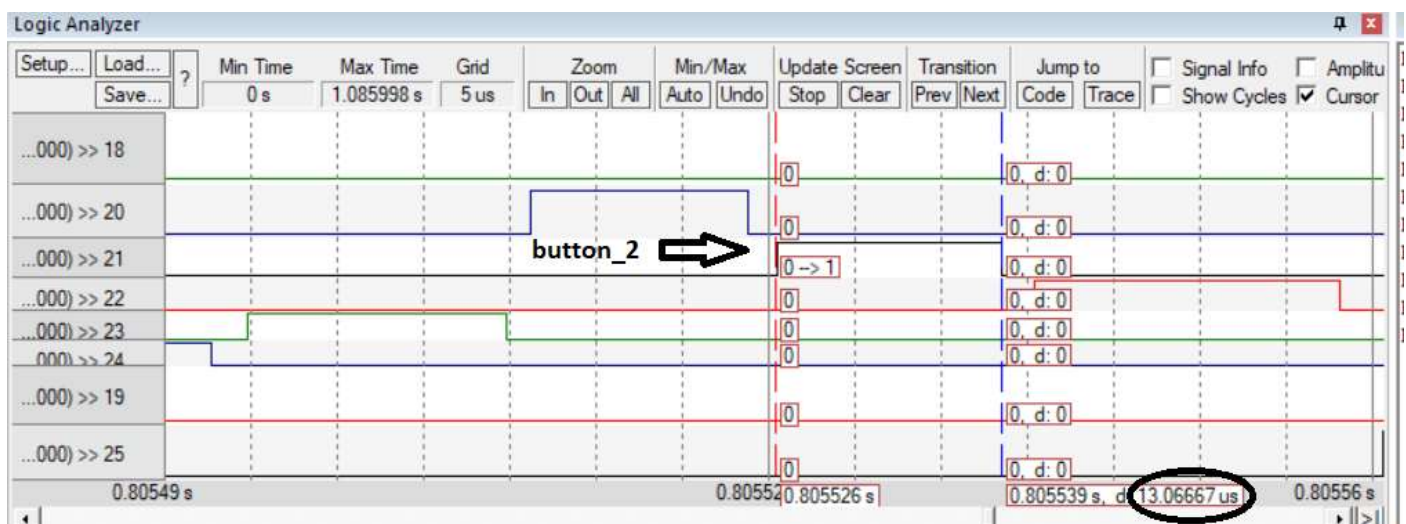 Logic Analyzer
Setup... Load... ? Min Time Max Time Grid Zoom Min/Max Update Screen Transition Jump to Signal Info Amplitu
Save... 0 s 1.085998 s 5 us In Out All Auto Undo Stop Clear Prev Next Code Trace Show Cycles Cursor
...000) >> 18
0 0, d: 0
...000) >> 20
0 0, d: 0
...000) >> 21 button_2
0 --> 1 0, d: 0
...000) >> 22 0 0, d: 0
...000) >> 23 0 0, d: 0
...000) >> 24 0 0, d: 0
...000) >> 19
0 0, d: 0
...000) >> 25
0 0, d: 0
0.80549 s 0.80552 0.805526 s 0.805539 s, d 13.06667 us 0.80556 s